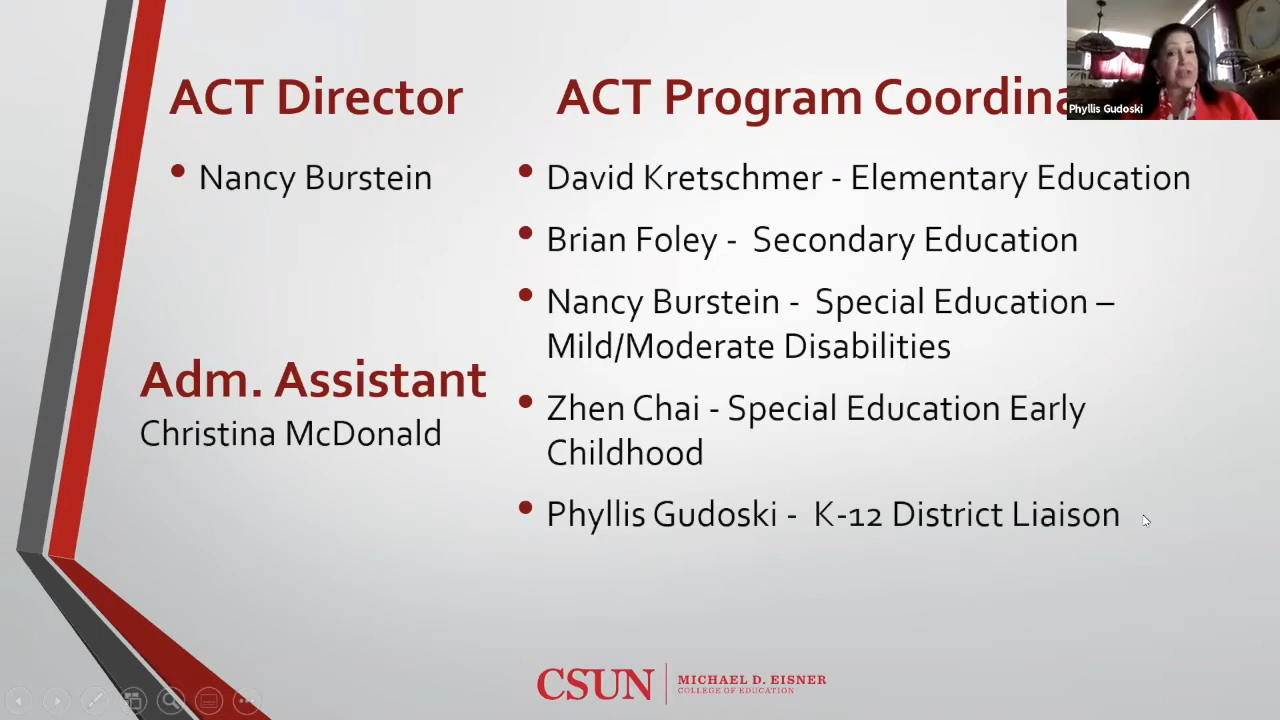 ACT Director
• Nancy Burstein
Adm. Assistant
Christina McDonald
ACT Program Coordina
• David Kretschmer - Elementary Education
• Brian Foley - Secondary Education
• Nancy Burstein - Special Education –
Mild/Moderate Disabilities
• Zhen Chai - Special Education Early
Childhood
• Phyllis Gudoski - K-12 District Liaison
Phyllis Gudoski
CSUN
MICHAEL D. EISNER
COLLEGE OF EDUCATION